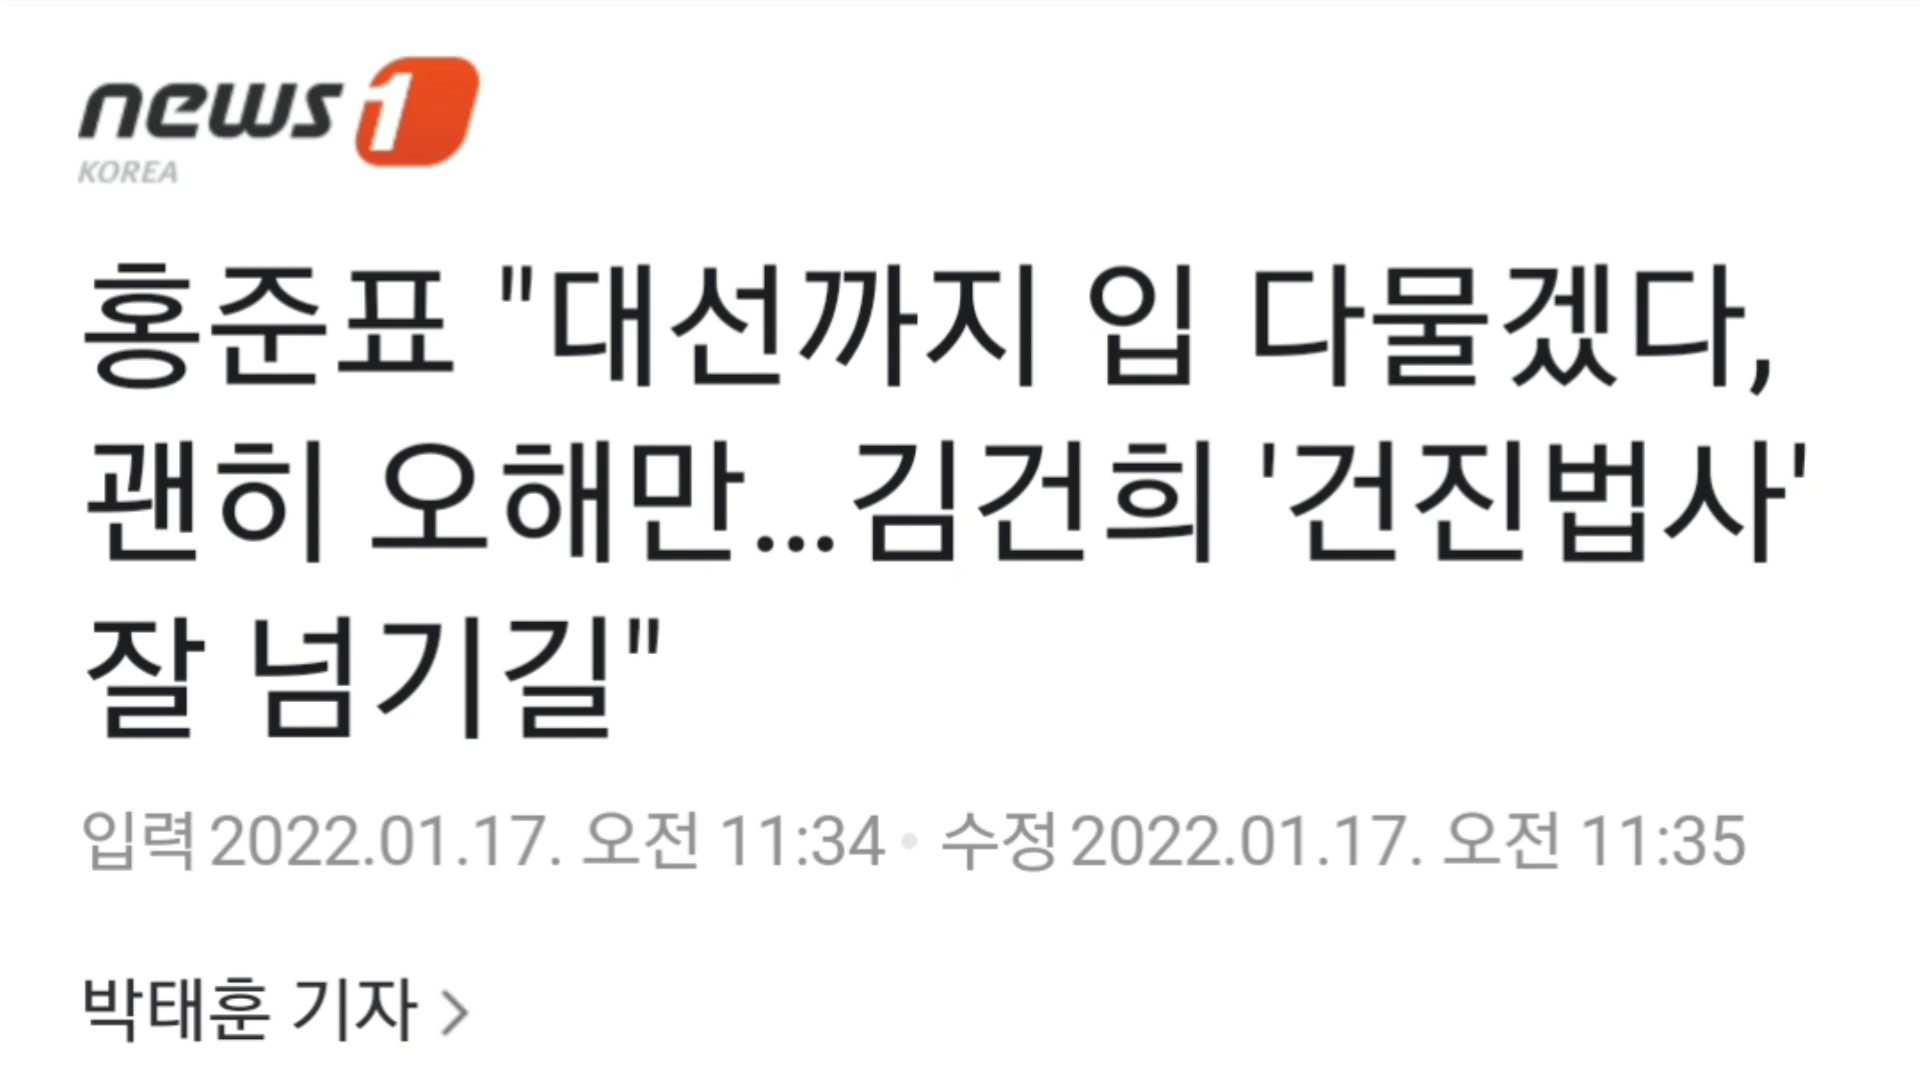 news1
KOREA
홍준표 "대선까지 입 다물겠다,
괜히 오해만...김건희 '건진법사'
잘 넘기길"
입력 2022.01.17. 오전 11:34 • 수정 2022.01.17. 오전 11:35
박태훈 기자 >